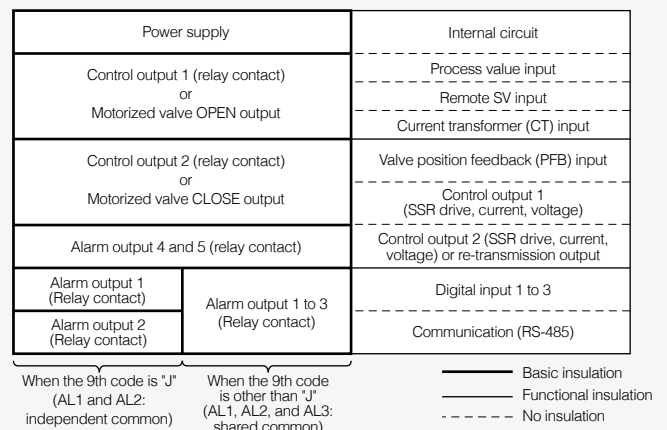 Power supply
Control output 1 (relay contact)
or
Motorized valve OPEN output
Control output 2 (relay contact)
or
Motorized valve CLOSE output
Alarm output 4 and 5 (relay contact)
Alarm output 1
(Relay contact)
Alarm output 2
(Relay contact)
Alarm output 1 to 3
(Relay contact)
Internal circuit
Process value input
Remote SV input
Current transformer (CT) input
Valve position feedback (PFB) input
Control output 1
(SSR drive, current, voltage)
Control output 2 (SSR drive, current,
voltage) or re-transmission output
Digital input 1 to 3
Communication (RS-485)
When the 9th code is "J"
(AL1 and AL2:
independent common)
When the 9th code
is other than "J"
(AL1, AL2, and AL3:
shared common)
Basic insulation
Functional insulation
No insulation